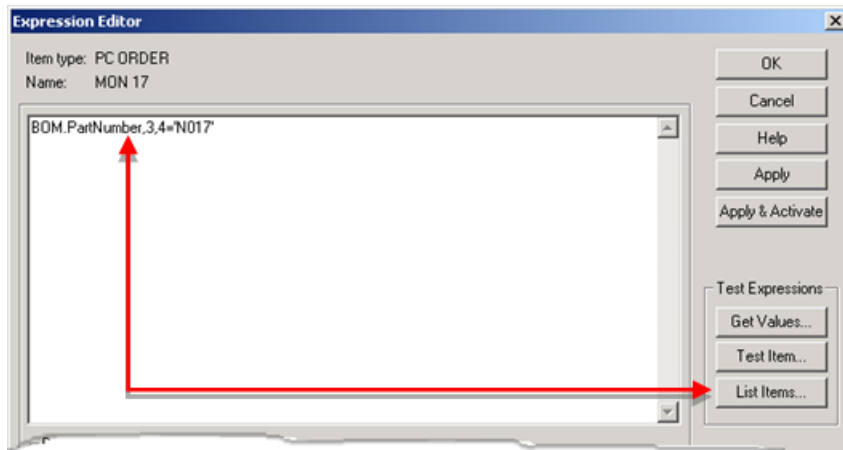 Expression Editor
Item type: PC ORDER
Name: MON 17
BOM.PartNumber,3,4='N017'
OK
Cancel
Help
Apply
Apply & Activate
Test Expressions
Get Values...
Test Item...
List Items...